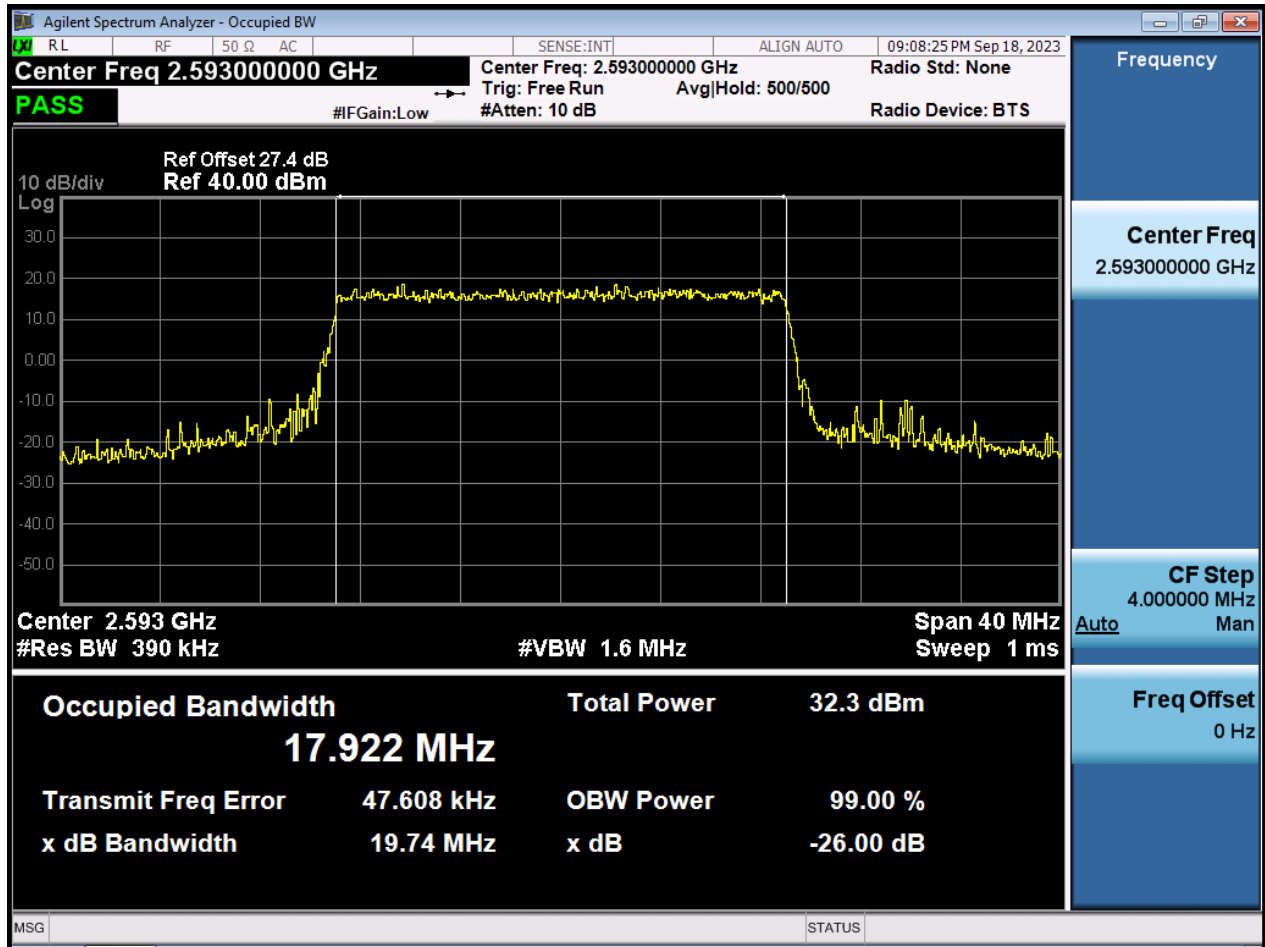 Agilent Spectrum Analyzer - Occupied BW
LXI RL RF 50 Ω AC SENSE:INT ALIGN AUTO 09:08:25 PM Sep 18, 2023
Center Freq 2.593000000 GHz
PASS
#IFGain:Low
Center Freq: 2.593000000 GHz
Trig: Free Run Avg|Hold: 500/500
#Atten: 10 dB
Radio Std: None
Radio Device: BTS
Ref Offset 27.4 dB
10 dB/div Ref 40.00 dBm
Log
30.0
20.0
10.0
0.00
-10.0
-20.0
-30.0
-40.0
-50.0
Center 2.593 GHz Span 40 MHz
#Res BW 390 kHz #VBW 1.6 MHz Sweep 1 ms
Occupied Bandwidth Total Power 32.3 dBm
17.922 MHz
Transmit Freq Error 47.608 kHz OBW Power 99.00 %
x dB Bandwidth 19.74 MHz x dB -26.00 dB
Frequency
Center Freq
2.593000000 GHz
CF Step
4.000000 MHz
Auto Man
Freq Offset
0 Hz
MSG STATUS